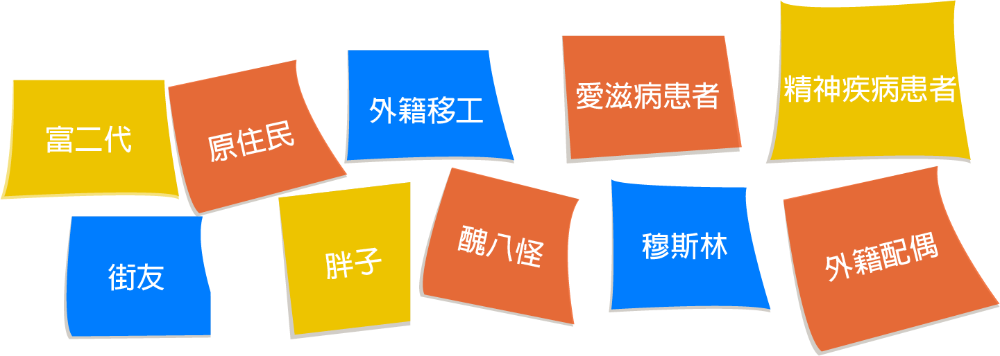 富二代
原住民
外籍移工
愛滋病患者
精神疾病患者
街友
胖子
醜八怪
穆斯林
外籍配偶